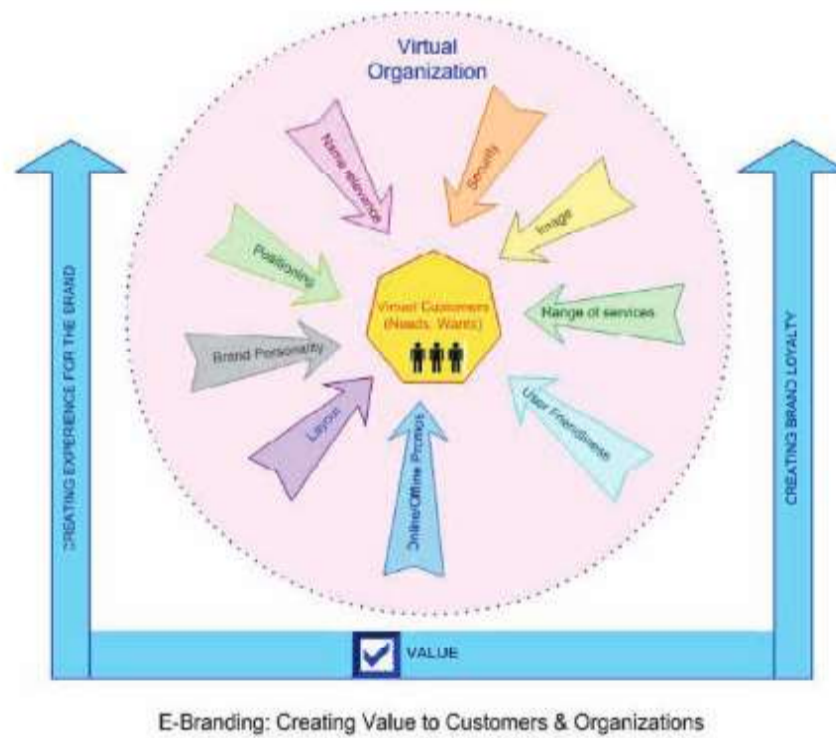 Virtual
Organization
Name relevance
Security
Image
Positioning
Virtual Customers
(Needs, Wants)
Range of services
Brand Personality
User Friendliness
Layout
Online/Offline Promos
CREATING EXPERIENCE FOR THE BRAND
CREATING BRAND LOYALTY
VALUE
E-Branding: Creating Value to Customers & Organizations